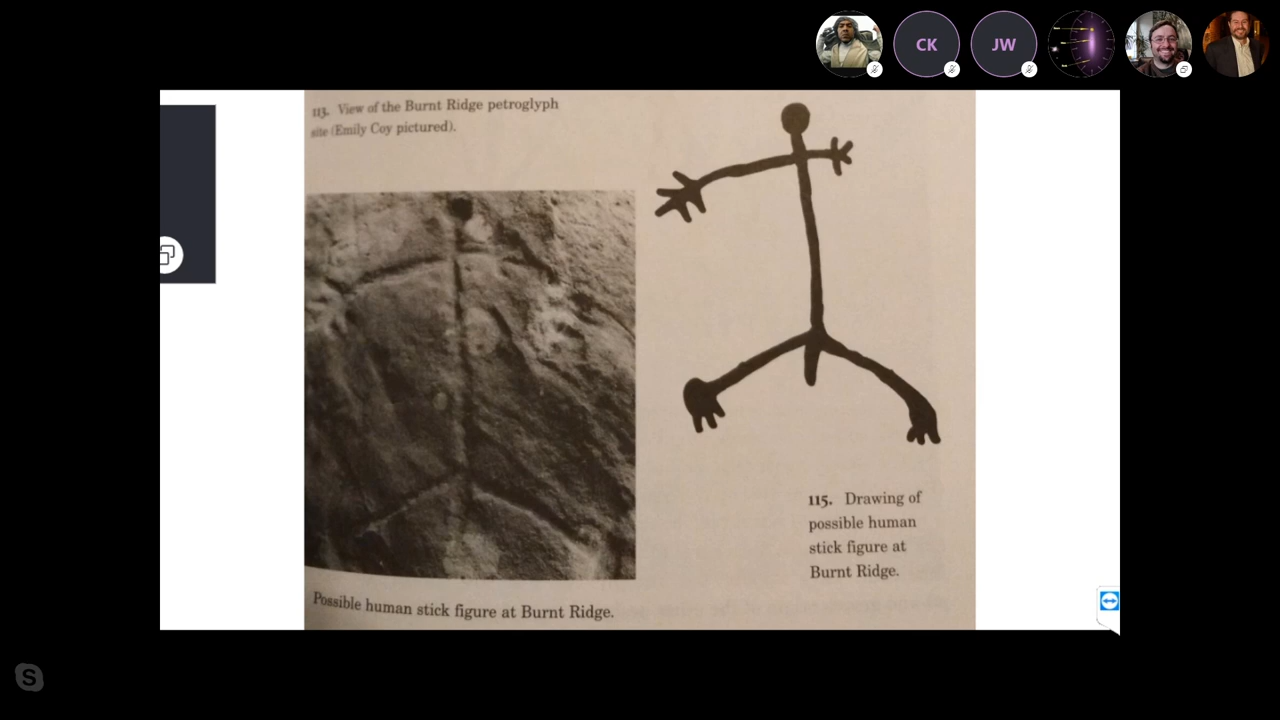 CK
JW
113. View of the Burnt Ridge petroglyph
site (Emily Coy pictured).
115. Drawing of
possible human
stick figure at
Burnt Ridge.
Possible human stick figure at Burnt Ridge.
S